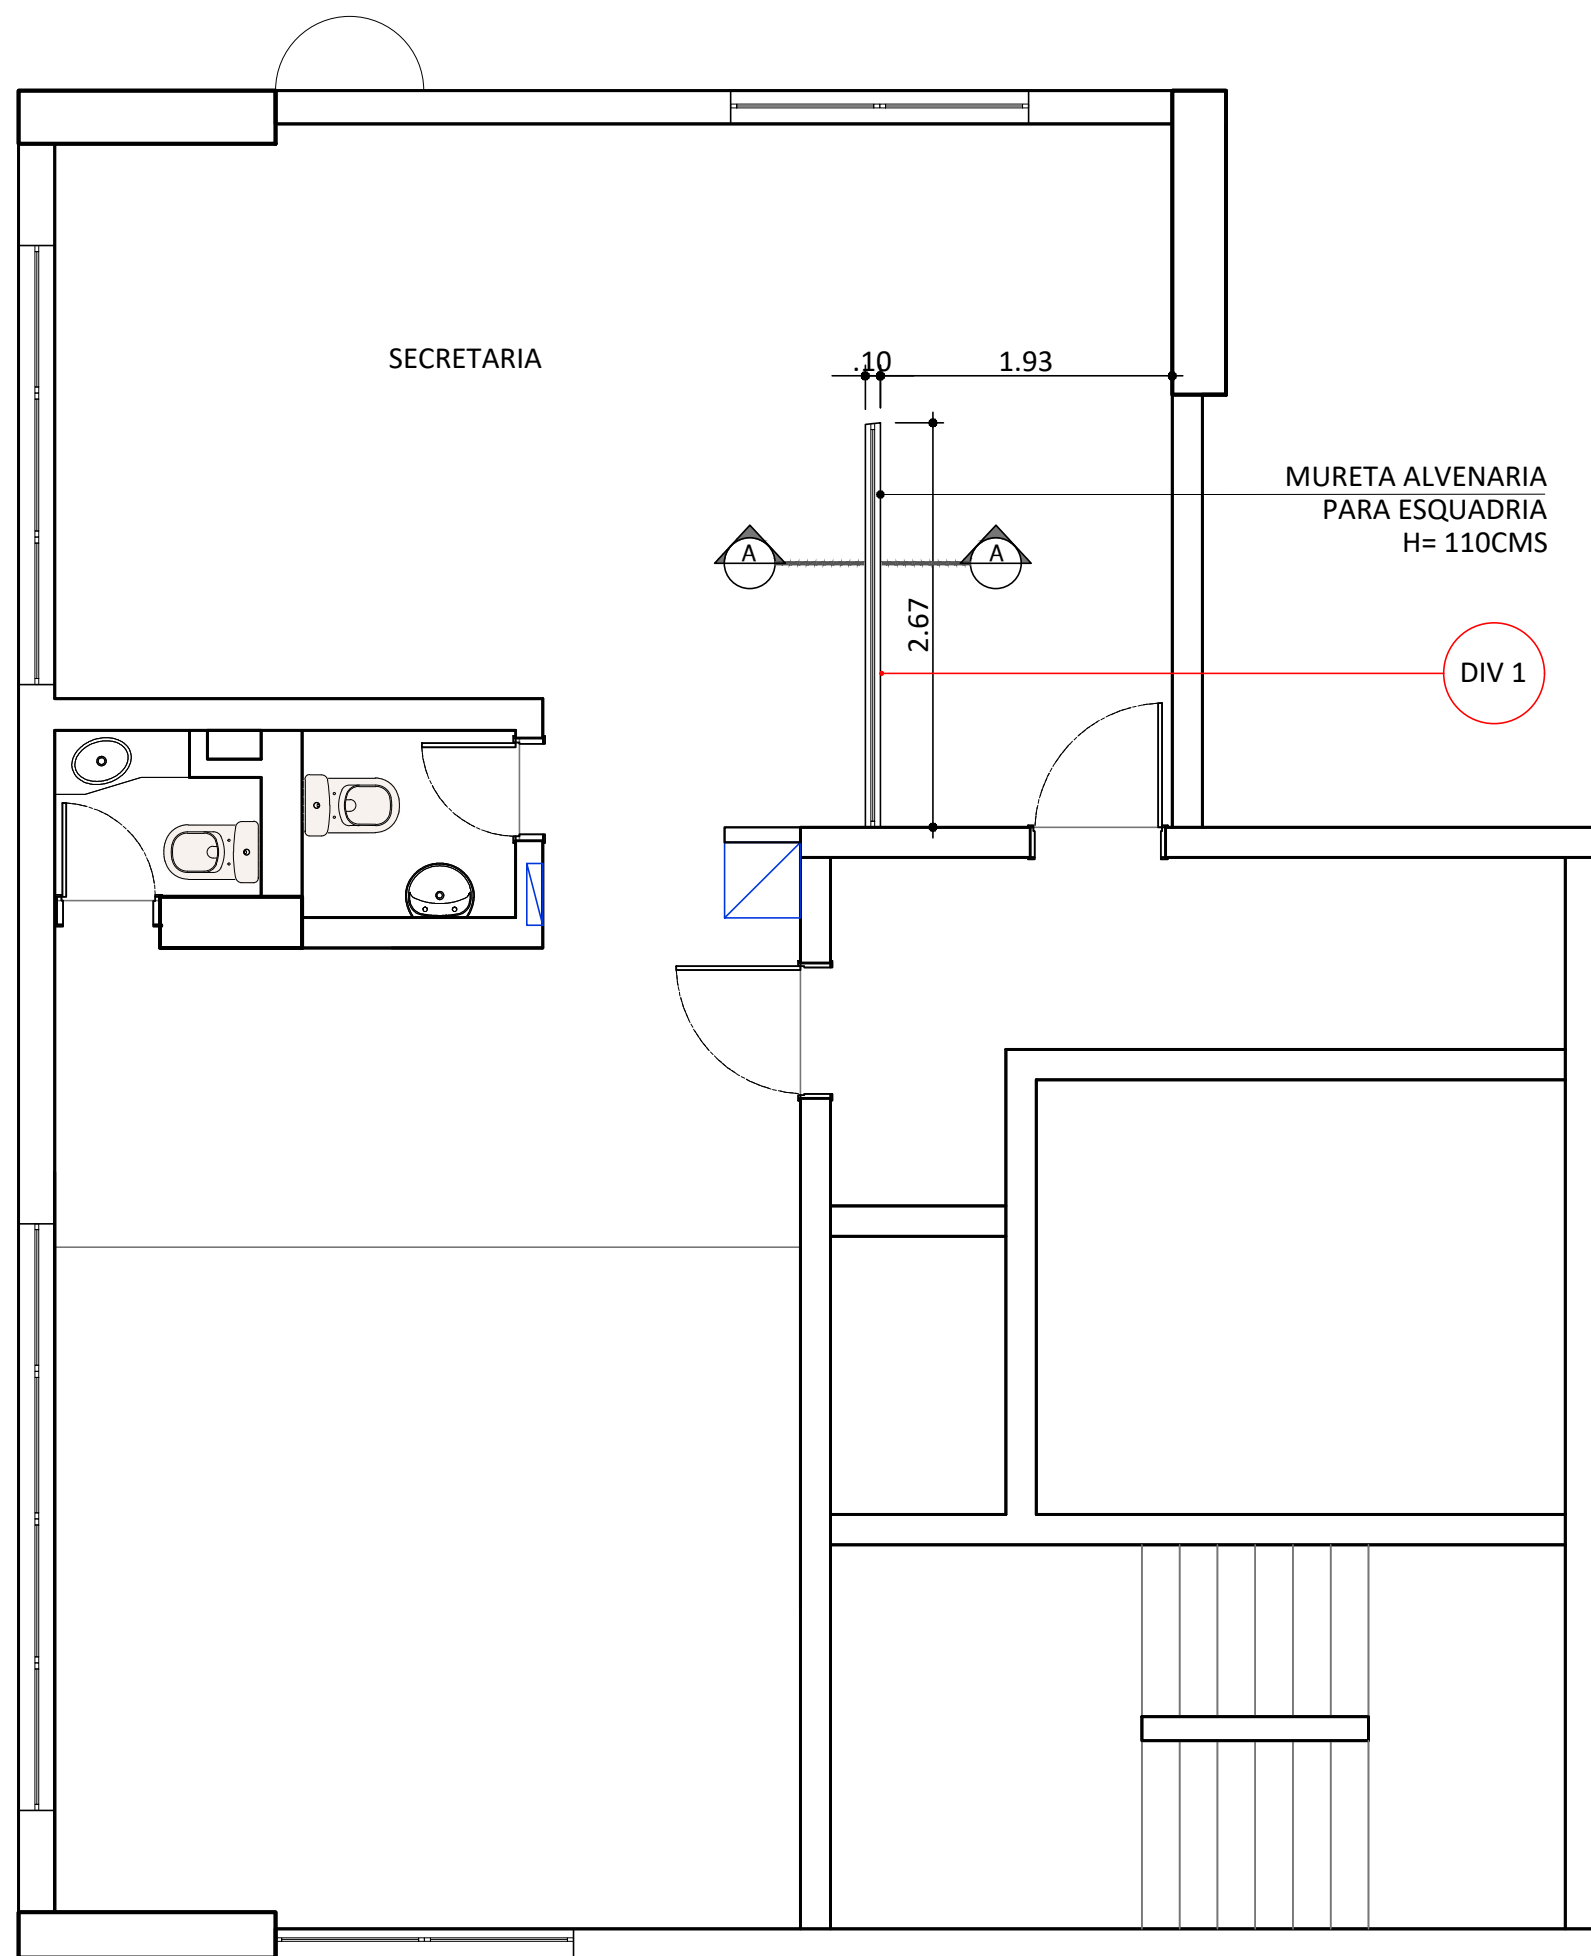 SECRETARIA
.10
1.93
MURETA ALVENARIA
PARA ESQUADRIA
H= 110CMS
A
A
2.67
DIV 1